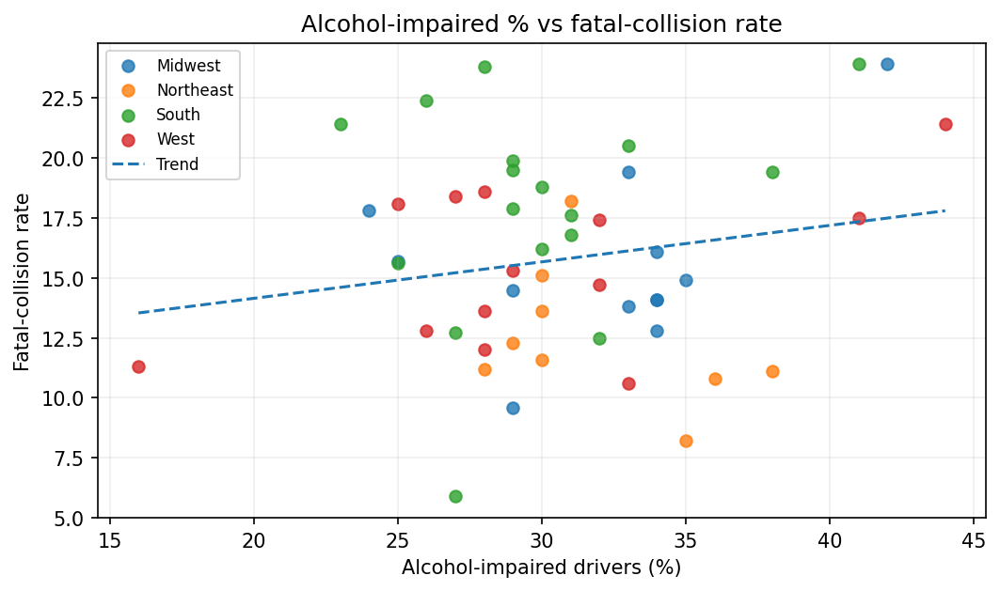 Alcohol-impaired % vs fatal-collision rate
Midwest
Northeast
South
West
Trend
Fatal-collision rate
22.5
20.0
17.5
15.0
12.5
10.0
7.5
5.0
15 20 25 30 35 40 45
Alcohol-impaired drivers (%)